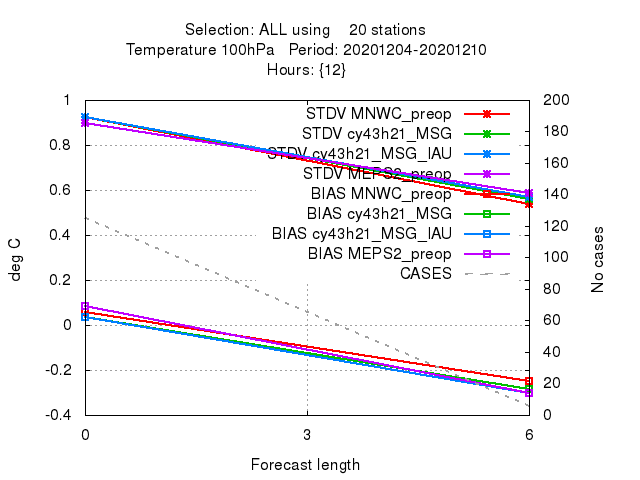 Selection: ALL using 20 stations
Temperature 100hPa Period: 20201204-20201210
Hours: {12}
1
0.8
0.6
0.4
0.2
0
-0.2
-0.4
deg C
200
180
160
140
120
100
80
60
40
20
0
No cases
STDV MNWC_preop
STDV cy43h21_MSG
STDV cy43h21_MSG_IAU
STDV MEPS2_preop
BIAS MNWC_preop
BIAS cy43h21_MSG
BIAS cy43h21_MSG_IAU
BIAS MEPS2_preop
CASES
0 3 6
Forecast length